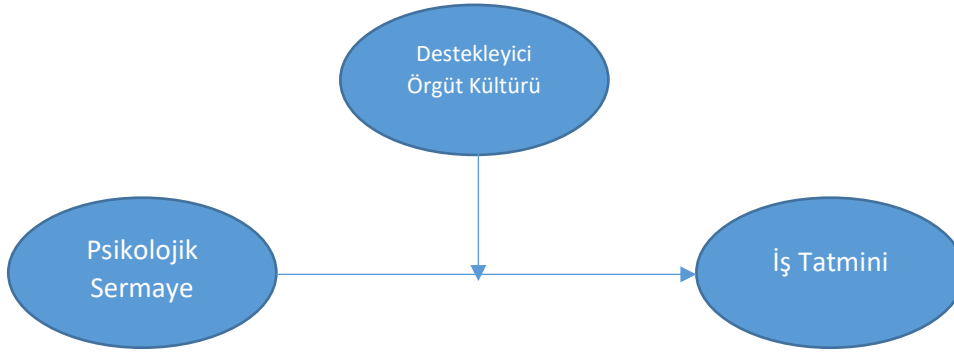 Destekleyici
Örgüt Kültürü
Psikolojik
Sermaye
İş Tatmini